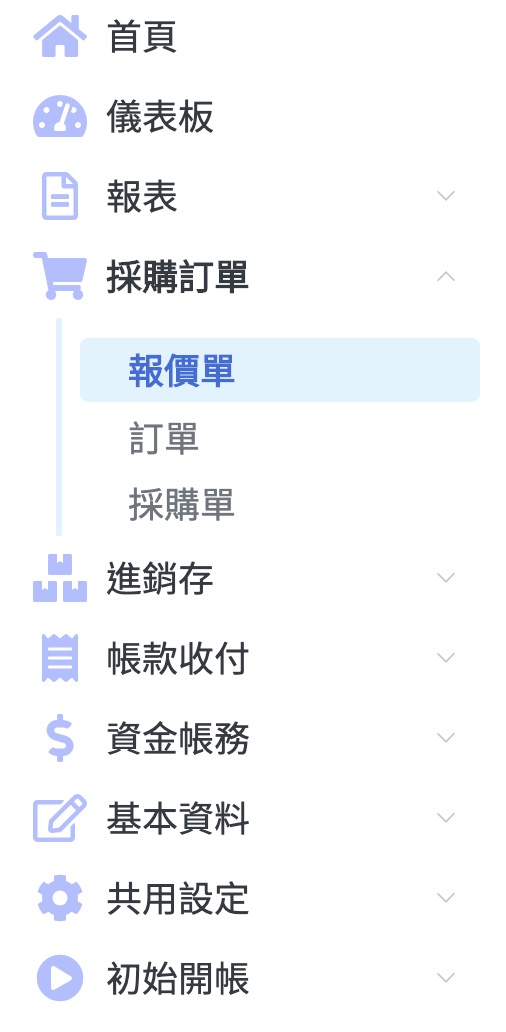 首頁
儀表板
報表
採購訂單
報價單
訂單
採購單
進銷存
帳款收付
資金帳務
基本資料
共用設定
初始開帳